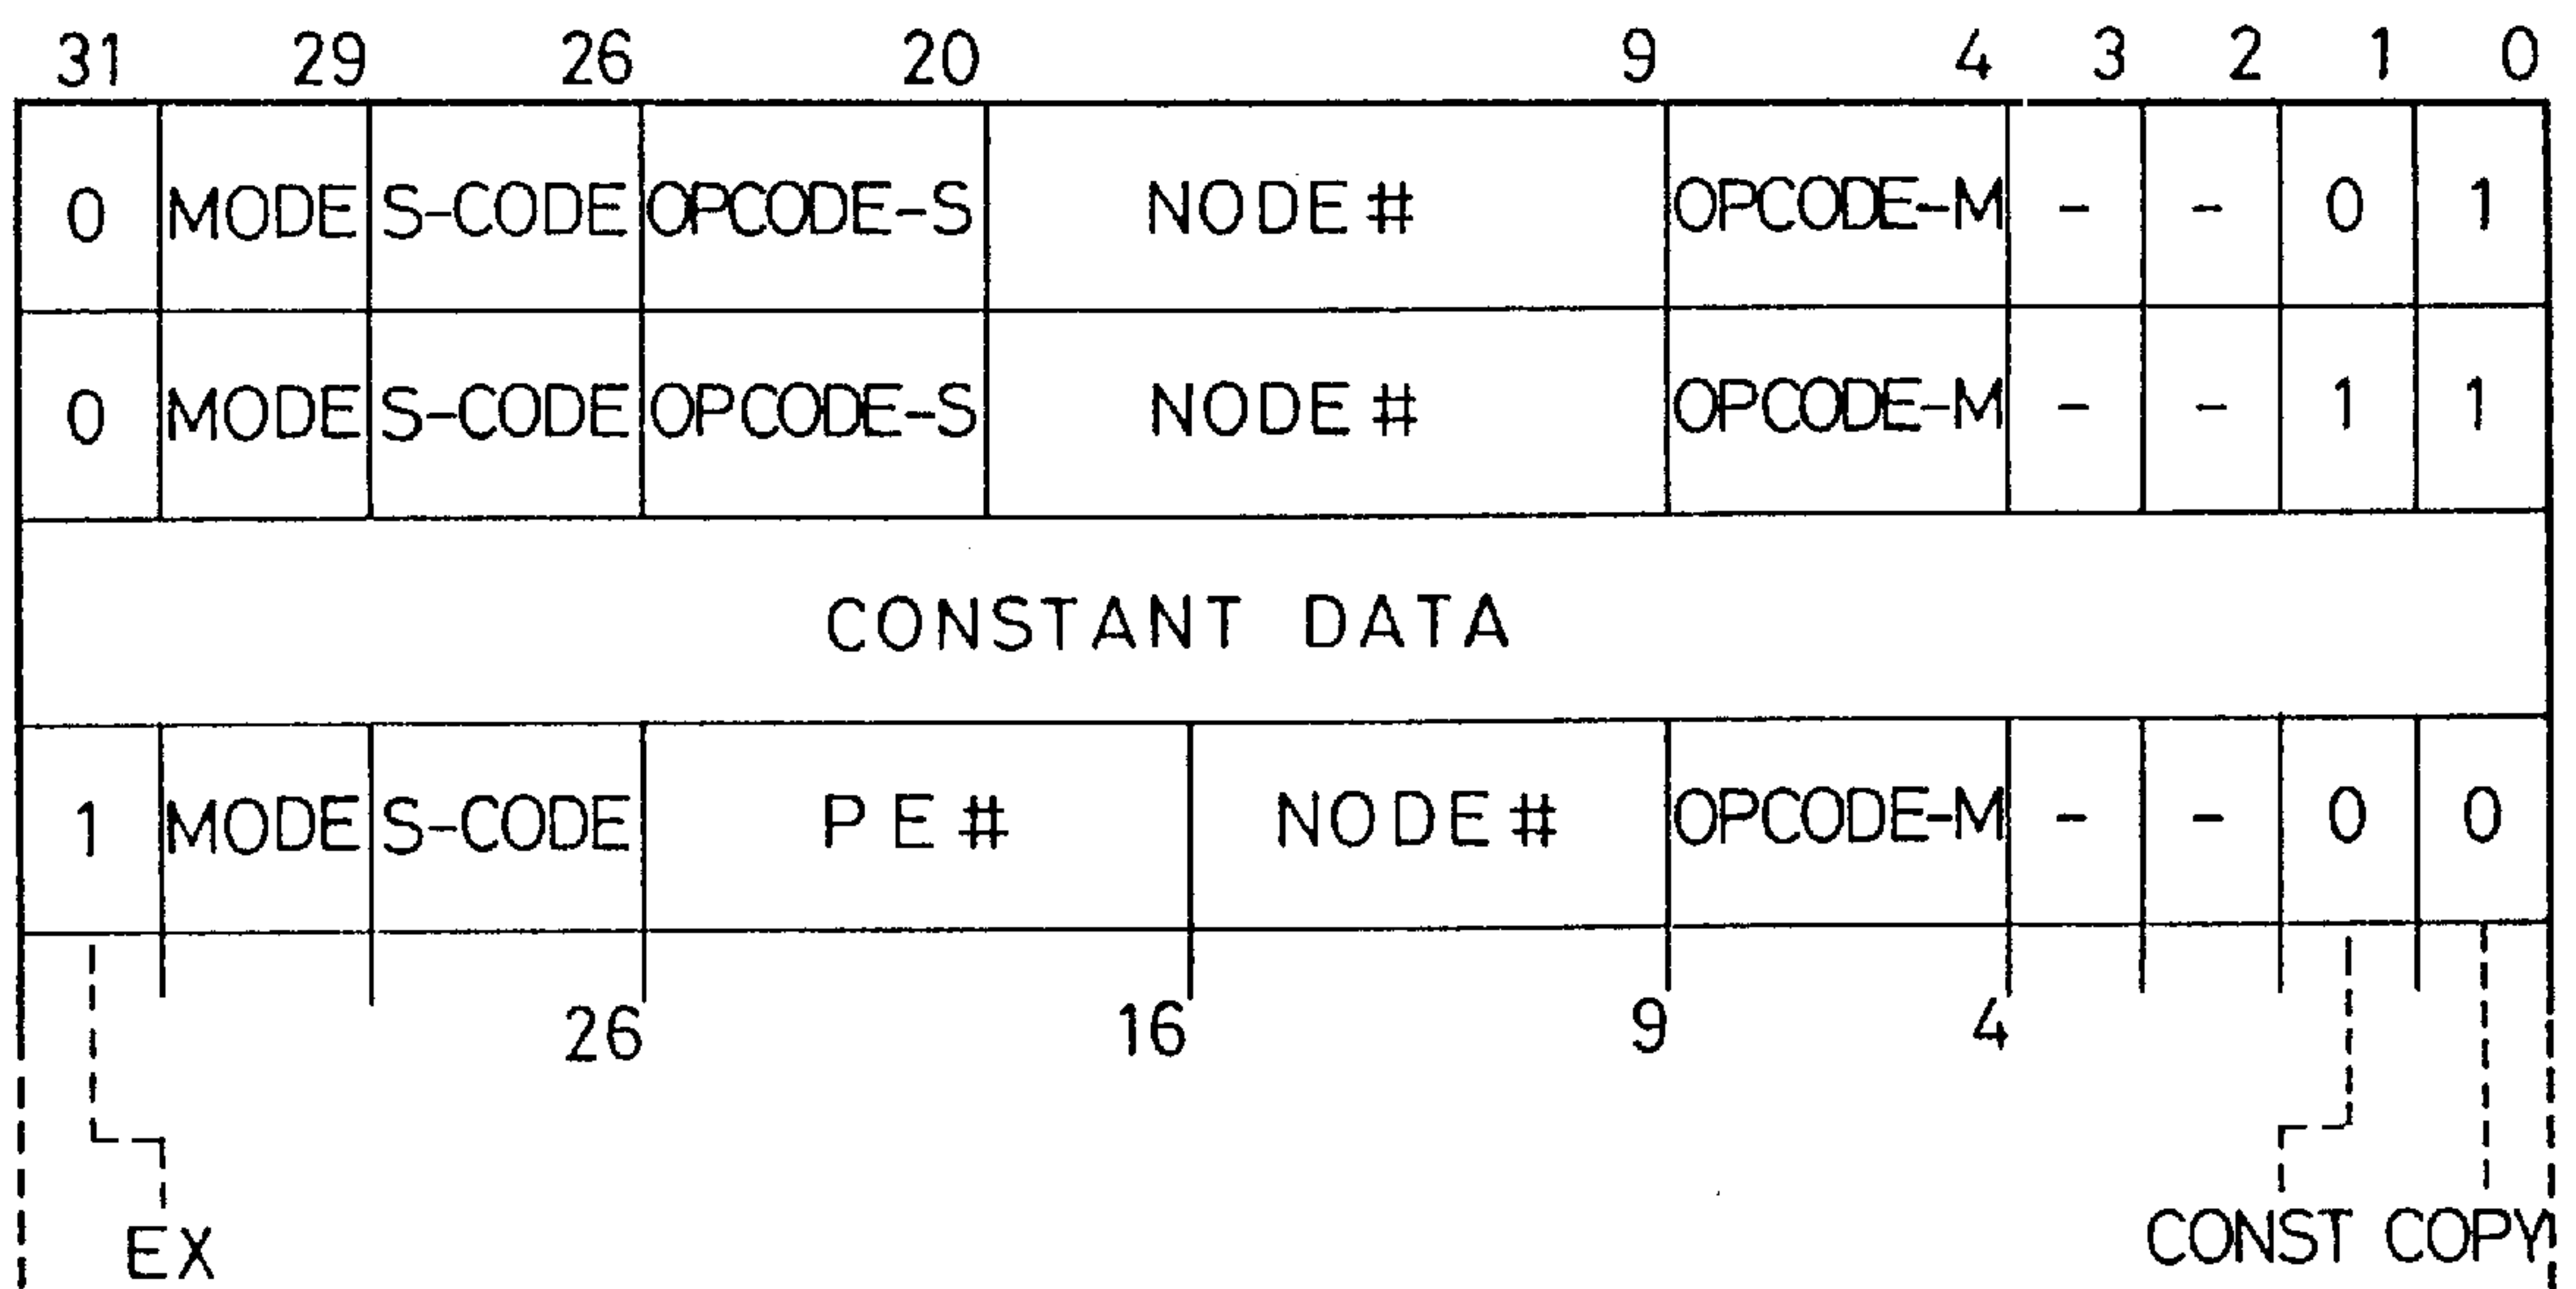 31 29 26 20 9 4 3 2 1 0
0 MODE S-CODE OPCODE-S NODE # OPCODE-M - - 0 1
0 MODE S-CODE OPCODE-S NODE # OPCODE-M - - 1 1
CONSTANT DATA
1 MODE S-CODE PE # NODE # OPCODE-M - - 0 0
26 16 9 4
EX CONST COPY